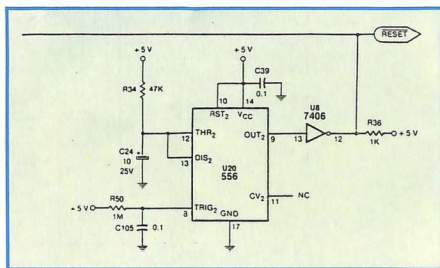 RESET
+5 V
+5 V
C39
0.1
R34
47K
10
14
U8
7406
RST2
VCC
R36
12
THR2
OUT2
9
13
12
+5 V
1K
C24
+
10
25V
13
DIS2
U20
556
CV2
NC
11
R50
+ 5 V
1M
8
TRIG2
GND
C105
0.1
17